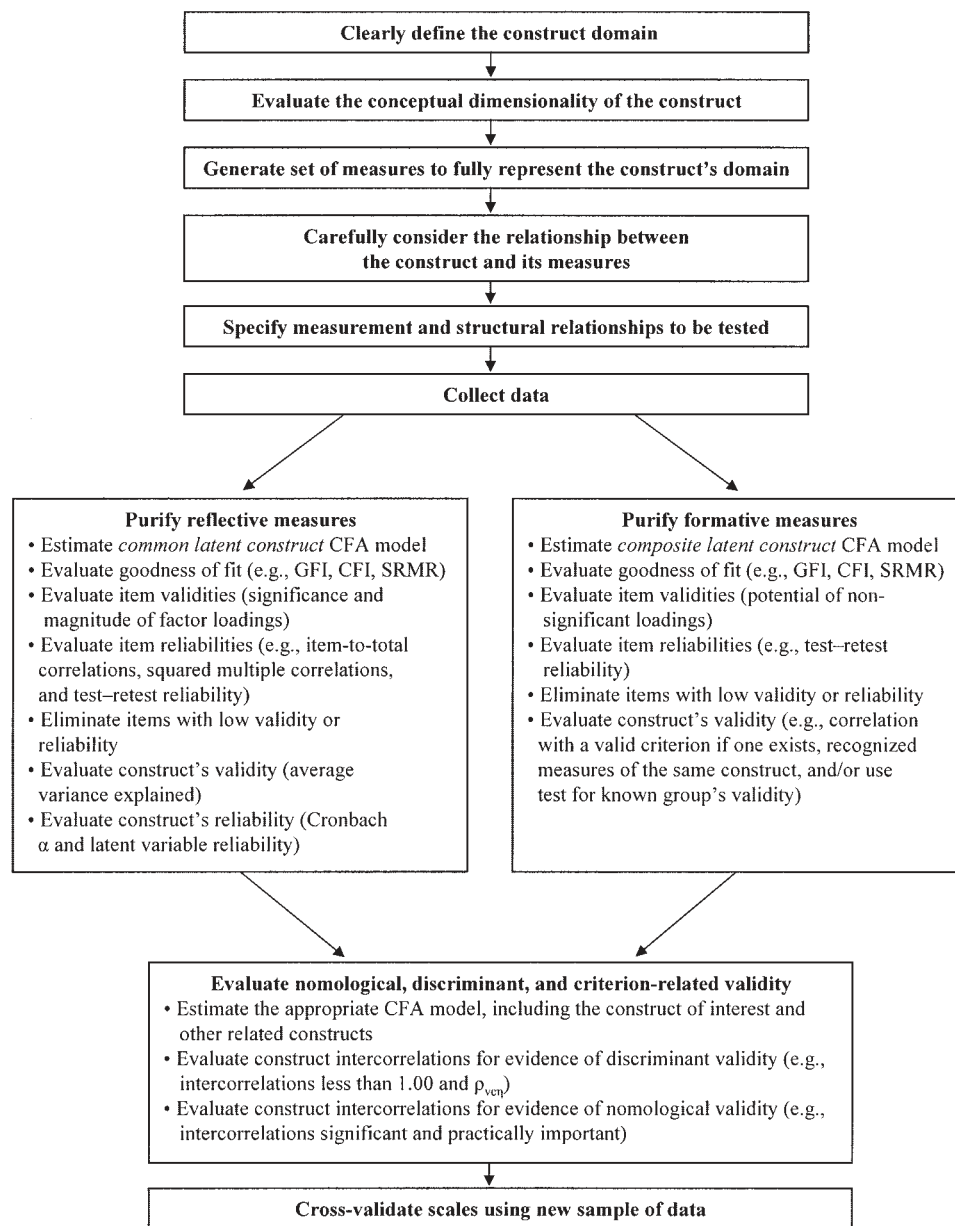 Clearly define the construct domain
Evaluate the conceptual dimensionality of the construct
Generate set of measures to fully represent the construct's domain
Carefully consider the relationship between
the construct and its measures
Specify measurement and structural relationships to be tested
Collect data
Purify reflective measures
• Estimate common latent construct CFA model
• Evaluate goodness of fit (e.g., GFI, CFI, SRMR)
• Evaluate item validities (significance and
magnitude of factor loadings)
• Evaluate item reliabilities (e.g., item-to-total
correlations, squared multiple correlations,
and test–retest reliability)
• Eliminate items with low validity or
reliability
• Evaluate construct's validity (average
variance explained)
• Evaluate construct's reliability (Cronbach
α and latent variable reliability)
Purify formative measures
• Estimate composite latent construct CFA model
• Evaluate goodness of fit (e.g., GFI, CFI, SRMR)
• Evaluate item validities (potential of non-
significant loadings)
• Evaluate item reliabilities (e.g., test–retest
reliability)
• Eliminate items with low validity or reliability
• Evaluate construct's validity (e.g., correlation
with a valid criterion if one exists, recognized
measures of the same construct, and/or use
test for known group's validity)
Evaluate nomological, discriminant, and criterion-related validity
• Estimate the appropriate CFA model, including the construct of interest and
other related constructs
• Evaluate construct intercorrelations for evidence of discriminant validity (e.g.,
intercorrelations less than 1.00 and ρvcη)
• Evaluate construct intercorrelations for evidence of nomological validity (e.g.,
intercorrelations significant and practically important)
Cross-validate scales using new sample of data